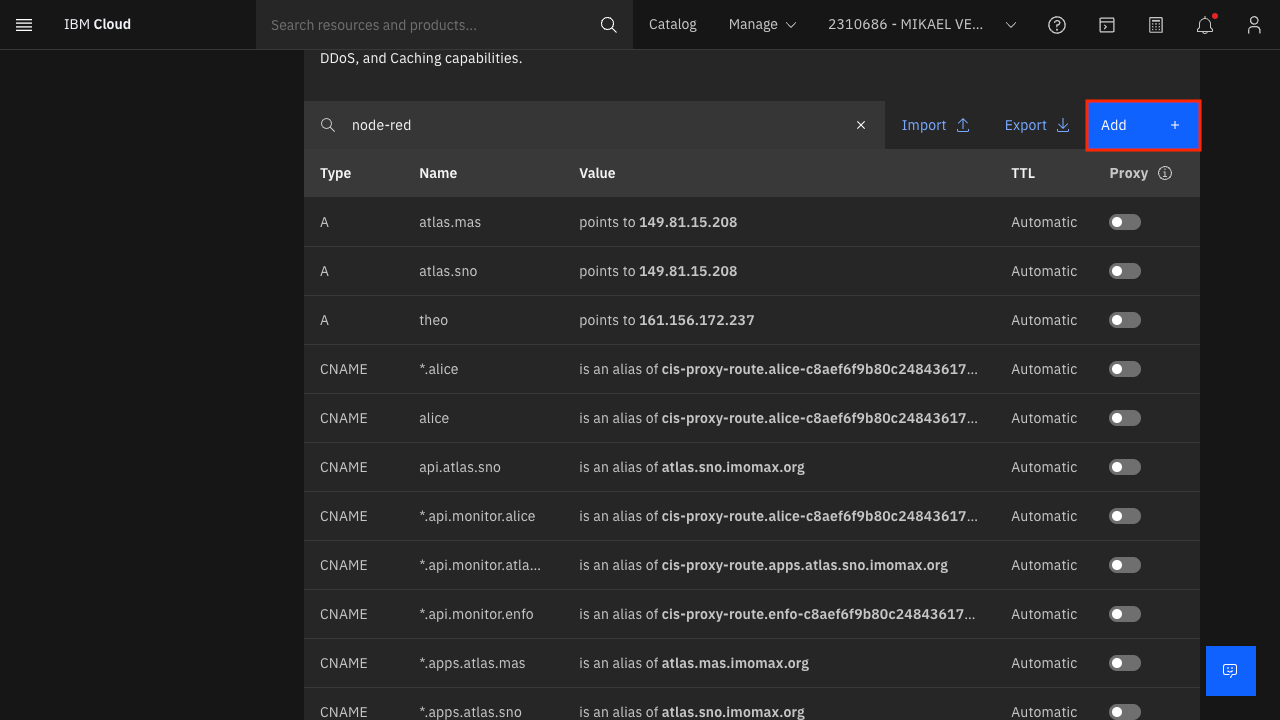 IBM Cloud
Search resources and products...
Catalog
Manage
2310686 - MIKAEL VE...
DDoS, and Caching capabilities.
node-red
Import
Export
Add +
Type Name Value TTL Proxy
A atlas.mas points to 149.81.15.208 Automatic
A atlas.sno points to 149.81.15.208 Automatic
A theo points to 161.156.172.237 Automatic
CNAME *.alice is an alias of cis-proxy-route.alice-c8aef6f9b80c24843617... Automatic
CNAME alice is an alias of cis-proxy-route.alice-c8aef6f9b80c24843617... Automatic
CNAME api.atlas.sno is an alias of atlas.sno.imomax.org Automatic
CNAME *.api.monitor.alice is an alias of cis-proxy-route.alice-c8aef6f9b80c24843617... Automatic
CNAME *.api.monitor.atla... is an alias of cis-proxy-route.apps.atlas.sno.imomax.org Automatic
CNAME *.api.monitor.enfo is an alias of cis-proxy-route.enfo-c8aef6f9b80c24843617... Automatic
CNAME *.apps.atlas.mas is an alias of atlas.mas.imomax.org Automatic
CNAME *.apps.atlas.sno is an alias of atlas.sno.imomax.org Automatic